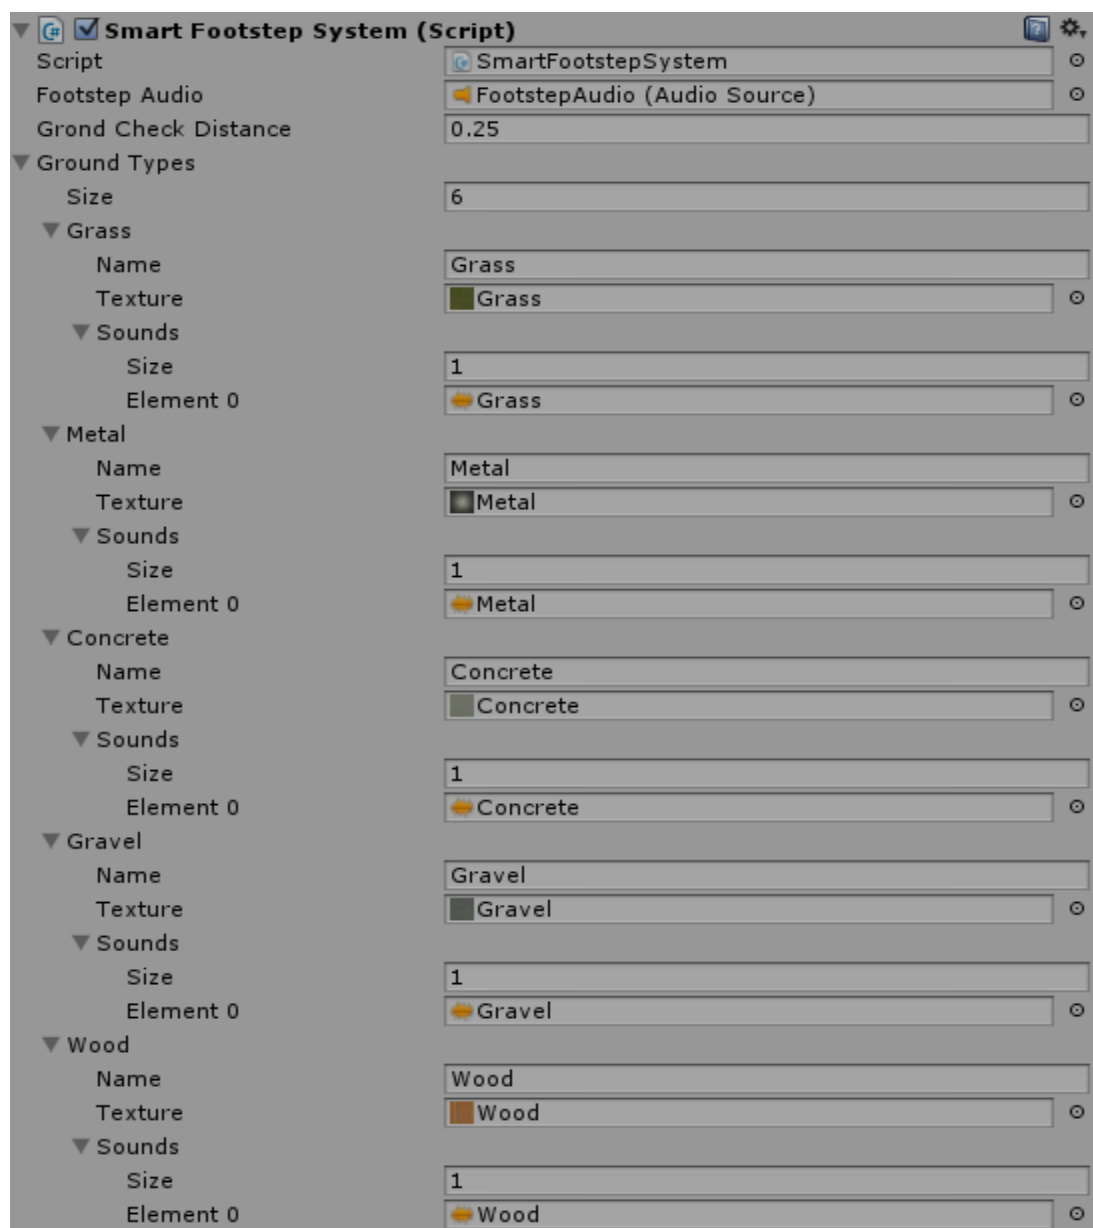 Smart Footstep System (Script)
Script SmartFootstepSystem
Footstep Audio FootstepAudio (Audio Source)
Grond Check Distance 0.25
Ground Types
Size 6
Grass
Name Grass
Texture Grass
Sounds
Size 1
Element 0 Grass
Metal
Name Metal
Texture Metal
Sounds
Size 1
Element 0 Metal
Concrete
Name Concrete
Texture Concrete
Sounds
Size 1
Element 0 Concrete
Gravel
Name Gravel
Texture Gravel
Sounds
Size 1
Element 0 Gravel
Wood
Name Wood
Texture Wood
Sounds
Size 1
Element 0 Wood